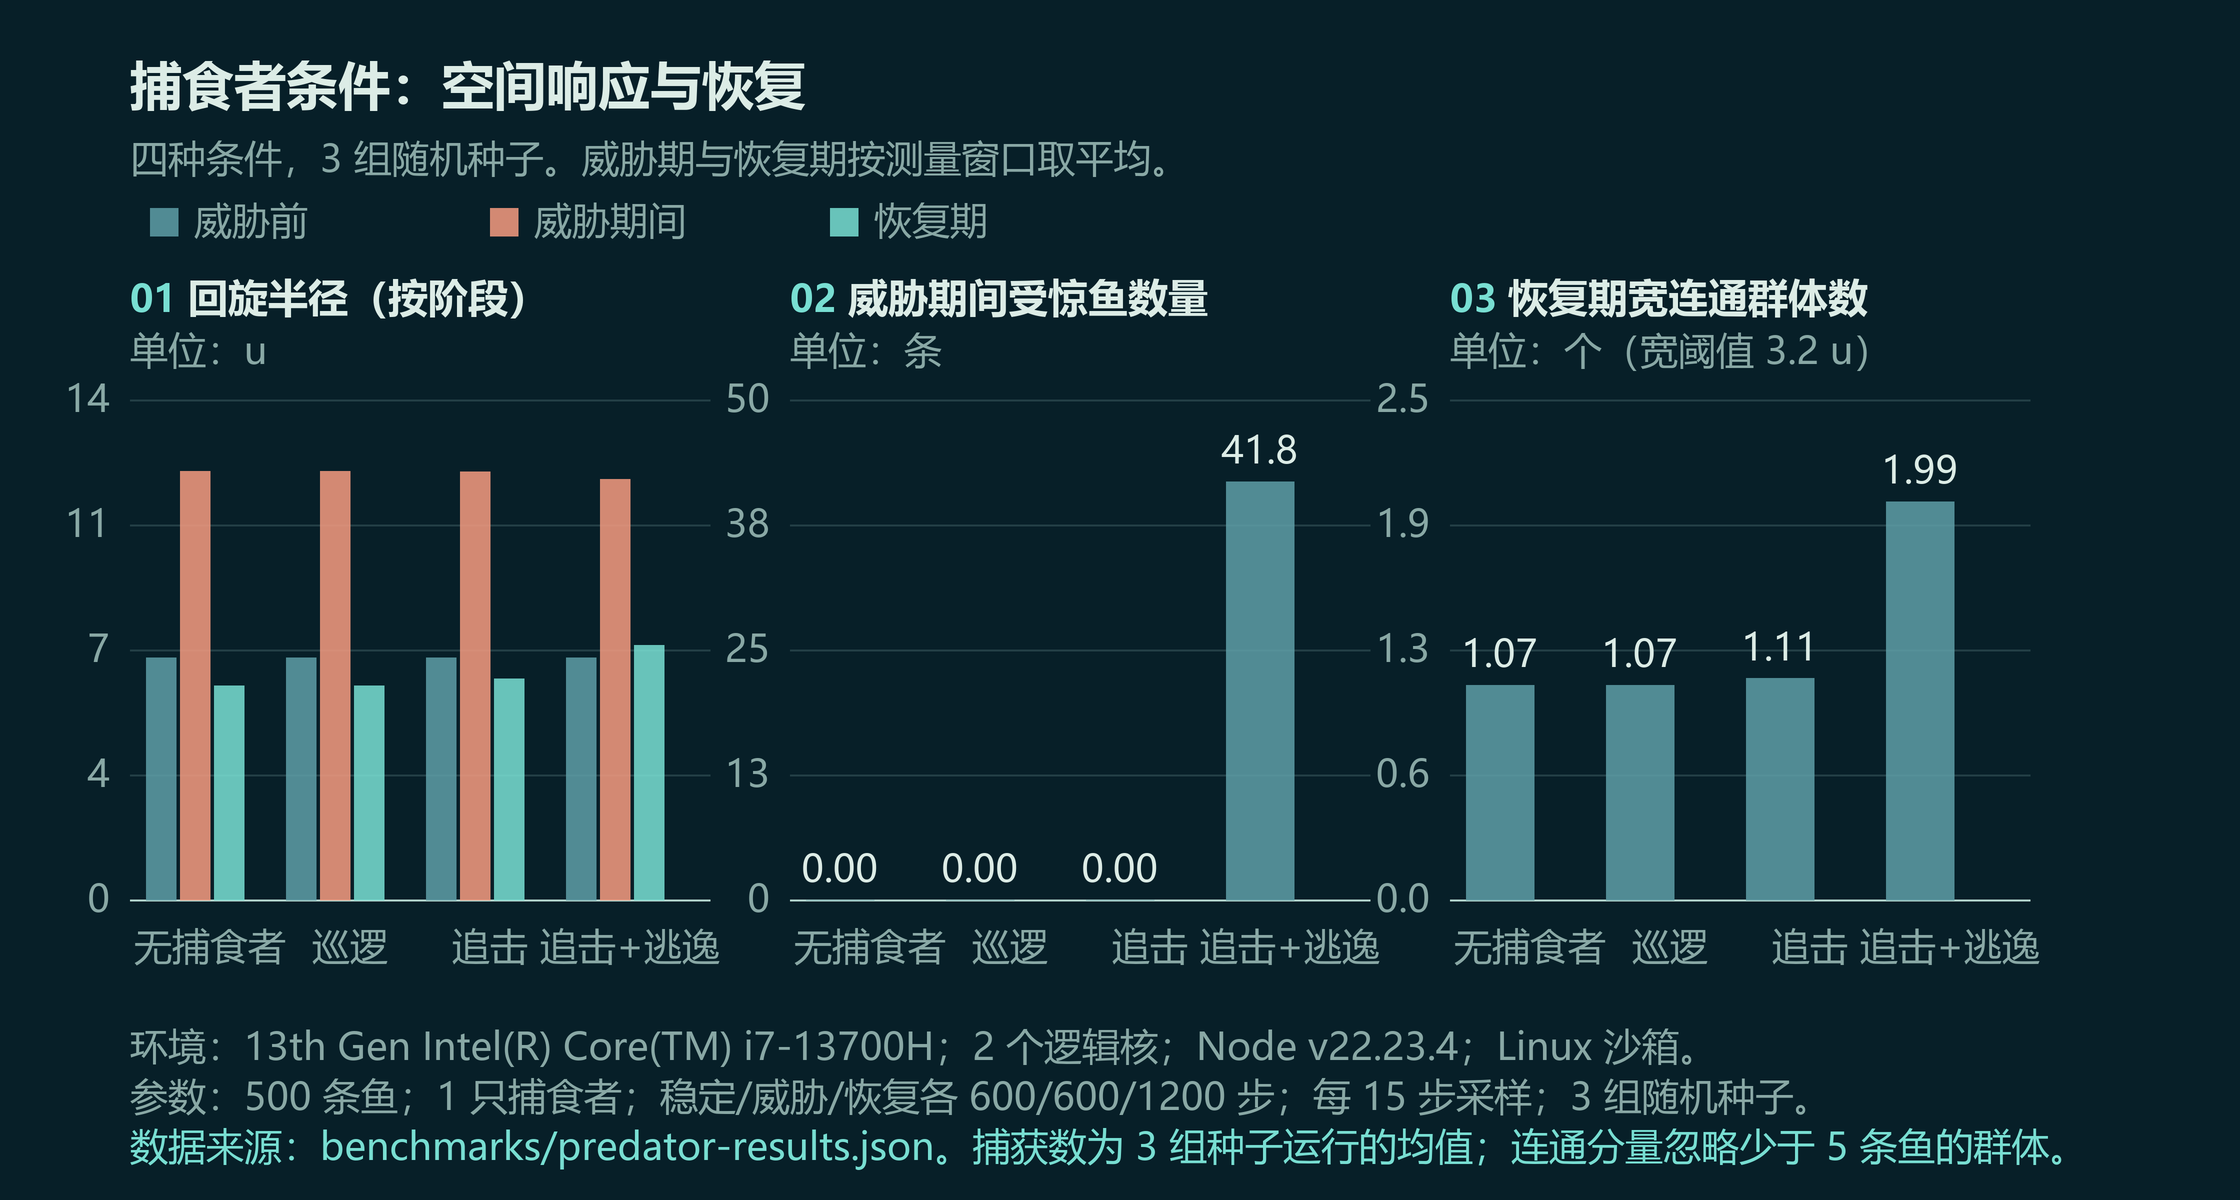 捕食者条件：空间响应与恢复
四种条件，3 组随机种子。威胁期与恢复期按测量窗口取平均。
威胁前
威胁期间
恢复期
01 回旋半径（按阶段）
单位：u
14
11
7
4
0
无捕食者
巡逻
追击
追击+逃逸
02 威胁期间受惊鱼数量
单位：条
50
38
25
13
0
0.00
0.00
0.00
41.8
无捕食者
巡逻
追击
追击+逃逸
03 恢复期宽连通群体数
单位：个（宽阈值 3.2 u）
2.5
1.9
1.3
0.6
0.0
1.07
1.07
1.11
1.99
无捕食者
巡逻
追击
追击+逃逸
环境：13th Gen Intel(R) Core(TM) i7-13700H；2 个逻辑核；Node v22.23.4；Linux 沙箱。
参数：500 条鱼；1 只捕食者；稳定/威胁/恢复各 600/600/1200 步；每 15 步采样；3 组随机种子。
数据来源：benchmarks/predator-results.json。捕获数为 3 组种子运行的均值；连通分量忽略少于 5 条鱼的群体。